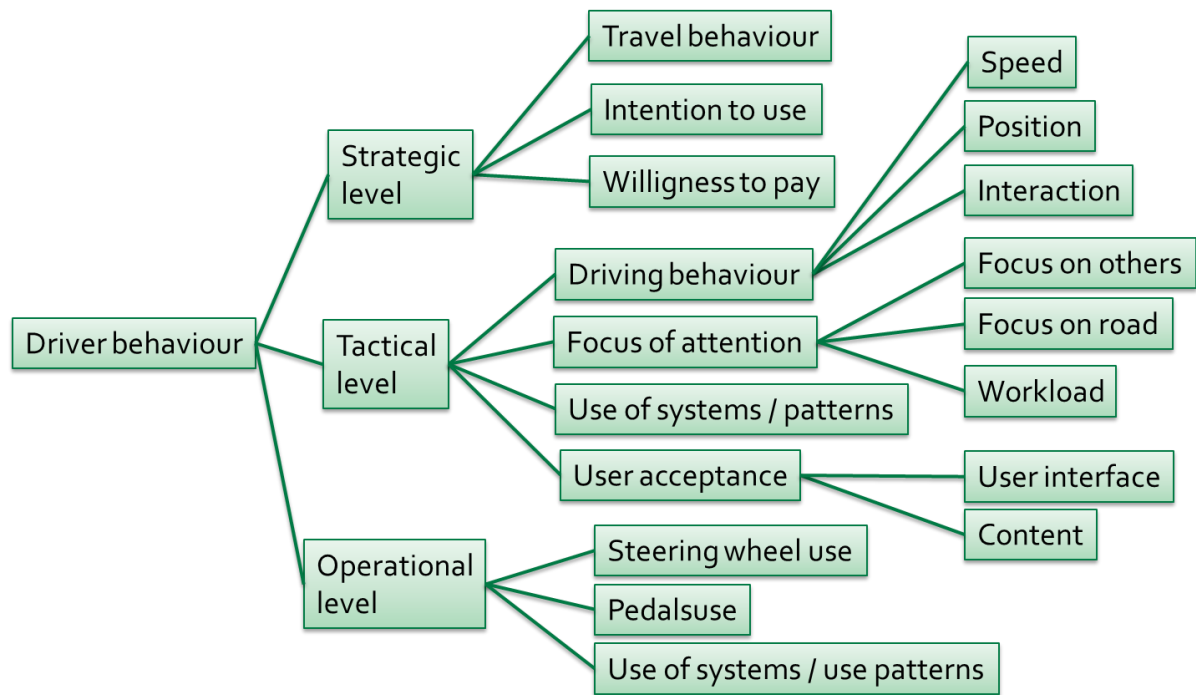 Driver behaviour
Strategic
level
Travel behaviour
Intention to use
Willigness to pay
Tactical
level
Driving behaviour
Speed
Position
Interaction
Focus of attention
Focus on others
Focus on road
Workload
Use of systems / patterns
User acceptance
User interface
Content
Operational
level
Steering wheel use
Pedalsuse
Use of systems / use patterns